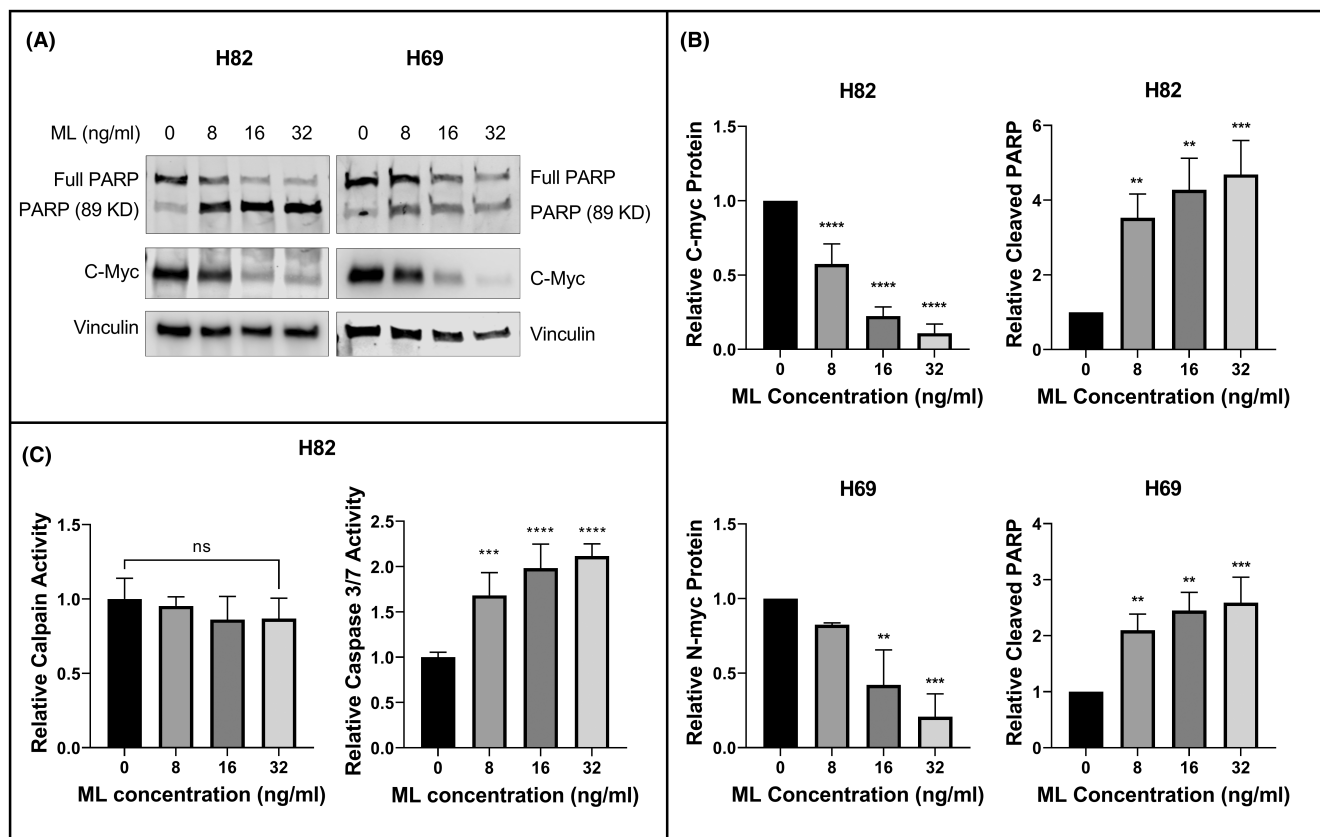 (A)
H82 H69
ML (ng/ml) 0 8 16 32 0 8 16 32
Full PARP Full PARP
PARP (89 KD) PARP (89 KD)
C-Myc C-Myc
Vinculin Vinculin
(B)
H82
Relative C-myc Protein
1.5
1.0
0.5
0.0
**** **** ****
0 8 16 32
ML Concentration (ng/ml)
H82
Relative Cleaved PARP
6
4
2
0
** ** ***
0 8 16 32
ML Concentration (ng/ml)
H69
Relative N-myc Protein
1.5
1.0
0.5
0.0
** ***
0 8 16 32
ML Concentration (ng/ml)
H69
Relative Cleaved PARP
4
3
2
1
0
** ** ***
0 8 16 32
ML Concentration (ng/ml)
(C)
H82
Relative Calpain Activity
1.5
1.0
0.5
0.0
ns
0 8 16 32
ML concentration (ng/ml)
Relative Caspase 3/7 Activity
2.5
2.0
1.5
1.0
0.5
0.0
*** **** ****
0 8 16 32
ML concentration (ng/ml)